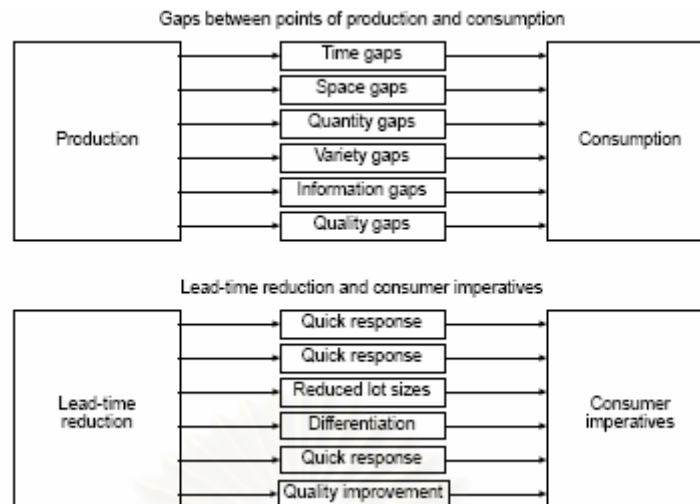 Gaps between points of production and consumption
Production
Time gaps
Space gaps
Quantity gaps
Variety gaps
Information gaps
Quality gaps
Consumption
Lead-time reduction and consumer imperatives
Lead-time
reduction
Quick response
Quick response
Reduced lot sizes
Differentiation
Quick response
Quality improvement
Consumer
imperatives